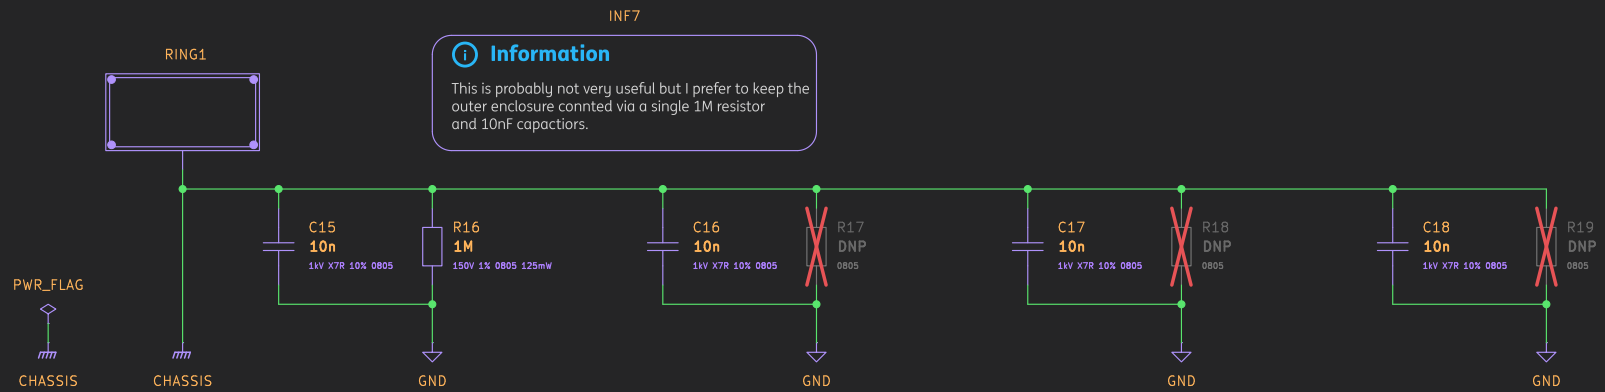 INF7
RING1
Information
This is probably not very useful but I prefer to keep the
outer enclosure connted via a single 1M resistor
and 10nF capactiors.
C15
10n
1kV X7R 10% 0805
R16
1M
150V 1% 0805 125mW
C16
10n
1kV X7R 10% 0805
R17
DNP
0805
C17
10n
1kV X7R 10% 0805
R18
DNP
0805
C18
10n
1kV X7R 10% 0805
R19
DNP
0805
PWR_FLAG
CHASSIS
CHASSIS
GND
GND
GND
GND